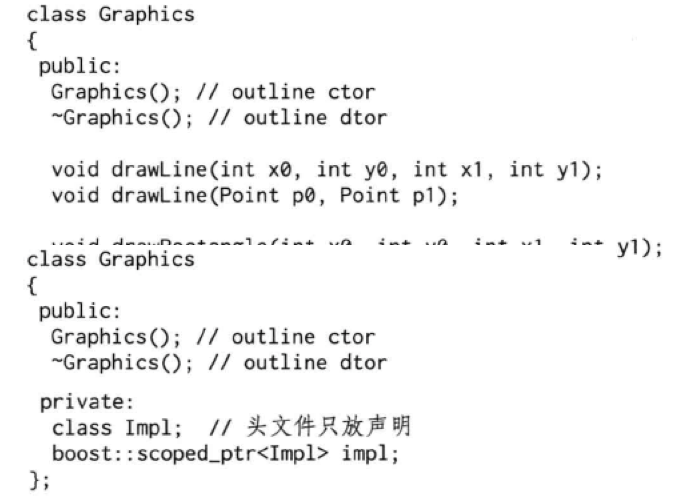 class Graphics
{
public:
Graphics(); // outline ctor
~Graphics(); // outline dtor
void drawLine(int x0, int y0, int x1, int y1);
void drawLine(Point p0, Point p1);
y1);
class Graphics
{
public:
Graphics(); // outline ctor
~Graphics(); // outline dtor
private:
class Impl; // 头文件只放声明
boost::scoped_ptr<Impl> impl;
};